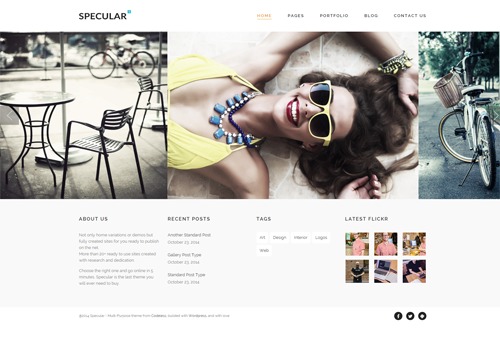 SPECULAR
HOME PAGES PORTFOLIO BLOG CONTACT US
ABOUT US
Not only home variations or demos but
fully created sites for you ready to publish
on the net
More than 20+ ready to use sites created
with research and dedication
Choose the right one and go online in 5
minutes. Specular is the last theme you
will ever need to buy
RECENT POSTS
Another Standard Post
October 23, 2014
Gallery Post Type
October 23, 2014
Standard Post Type
October 23, 2014
TAGS
Art Design Interior Logos
Web
LATEST FLICKR
©2014 Specular - Multi-Purpose theme from Codeless, builded with Wordpress, and with love